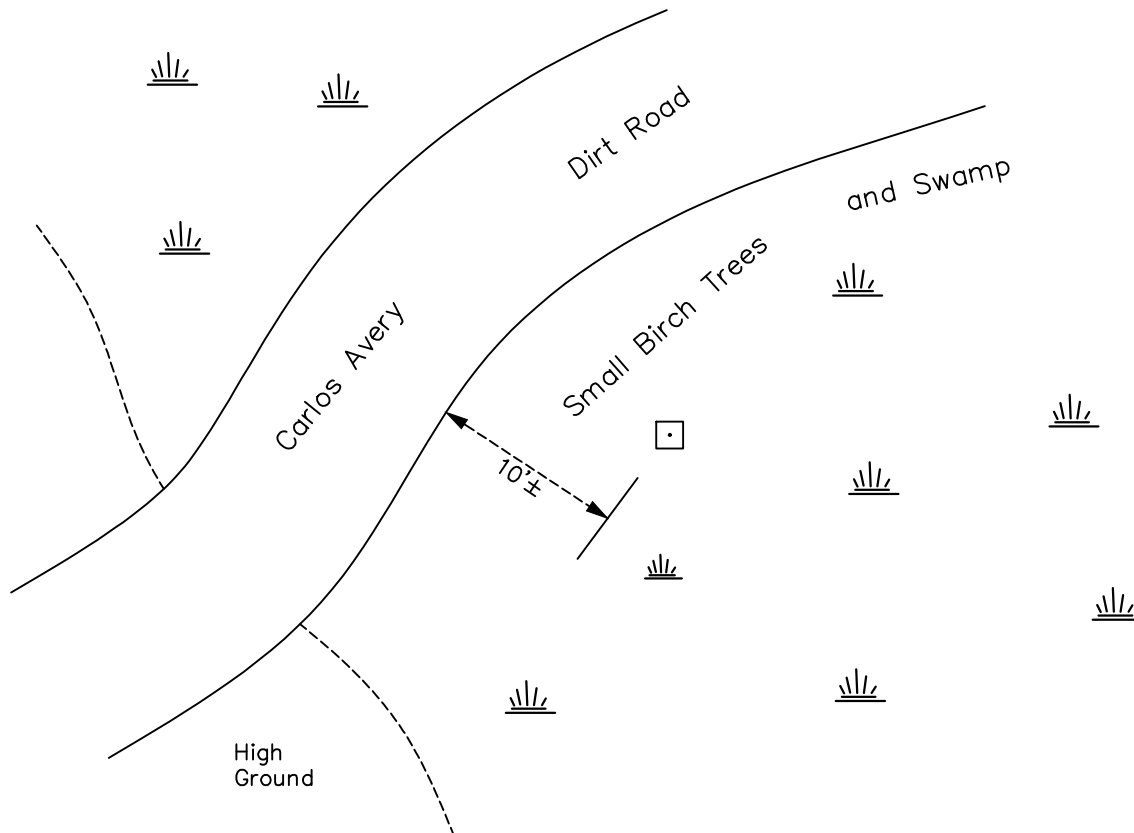 Dirt Road
and Swamp
Small Birch Trees
Carlos Avery
10'±
High
Ground